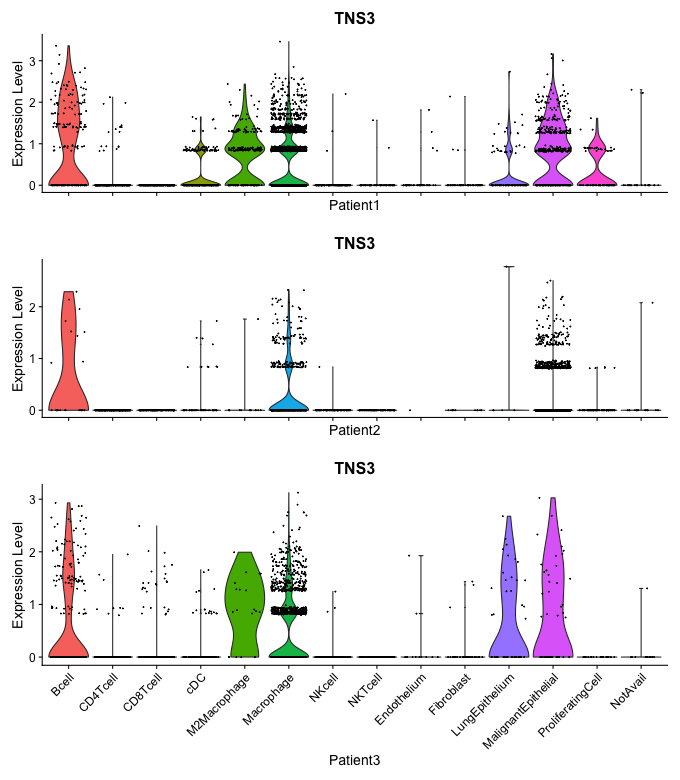 TNS3
Expression Level
3
2
1
0
Patient1
TNS3
Expression Level
2
1
0
Patient2
TNS3
Expression Level
3
2
1
0
Bcell
CD4Tcell
CD8Tcell
cDC
M2Macrophage
Macrophage
NKcell
NKTcell
Endothelium
Fibroblast
LungEpithelium
MalignantEpithelial
ProliferatingCell
NotAvail
Patient3